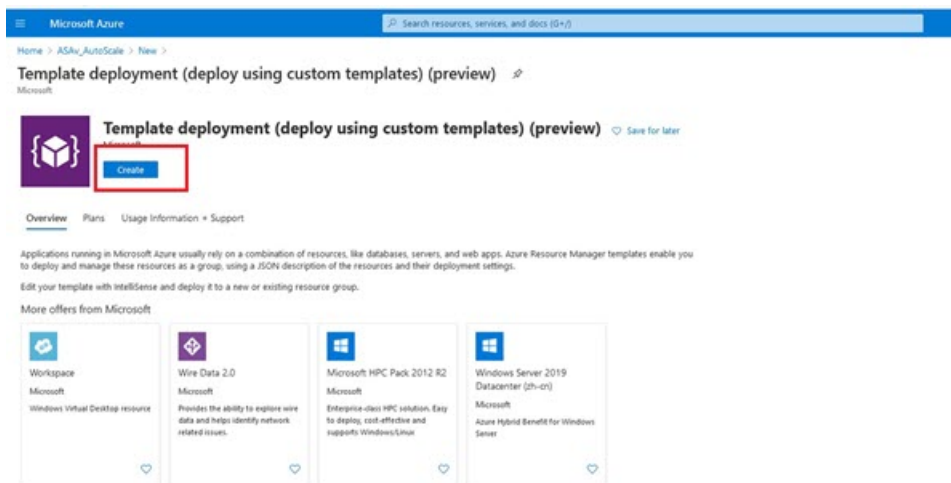 Microsoft Azure
Search resources, services, and docs (G+/)
Home > ASAv_AutoScale > New >
Template deployment (deploy using custom templates) (preview)
Microsoft
Template deployment (deploy using custom templates) (preview)
Save for later
Microsoft
Create
Overview Plans Usage Information + Support
Applications running in Microsoft Azure usually rely on a combination of resources, like databases, servers, and web apps. Azure Resource Manager templates enable you
to deploy and manage these resources as a group, using a JSON description of the resources and their deployment settings.
Edit your template with IntelliSense and deploy it to a new or existing resource group.
More offers from Microsoft
Workspace
Microsoft
Windows Virtual Desktop resource
Wire Data 2.0
Microsoft
Provides the ability to explore wire
data and helps identify network
related issues.
Microsoft HPC Pack 2012 R2
Microsoft
Enterprise-class HPC solution. Easy
to deploy, cost-effective and
supports Windows/Linux
Windows Server 2019
Datacenter (zh-cn)
Microsoft
Azure Hybrid Benefit for Windows
Server